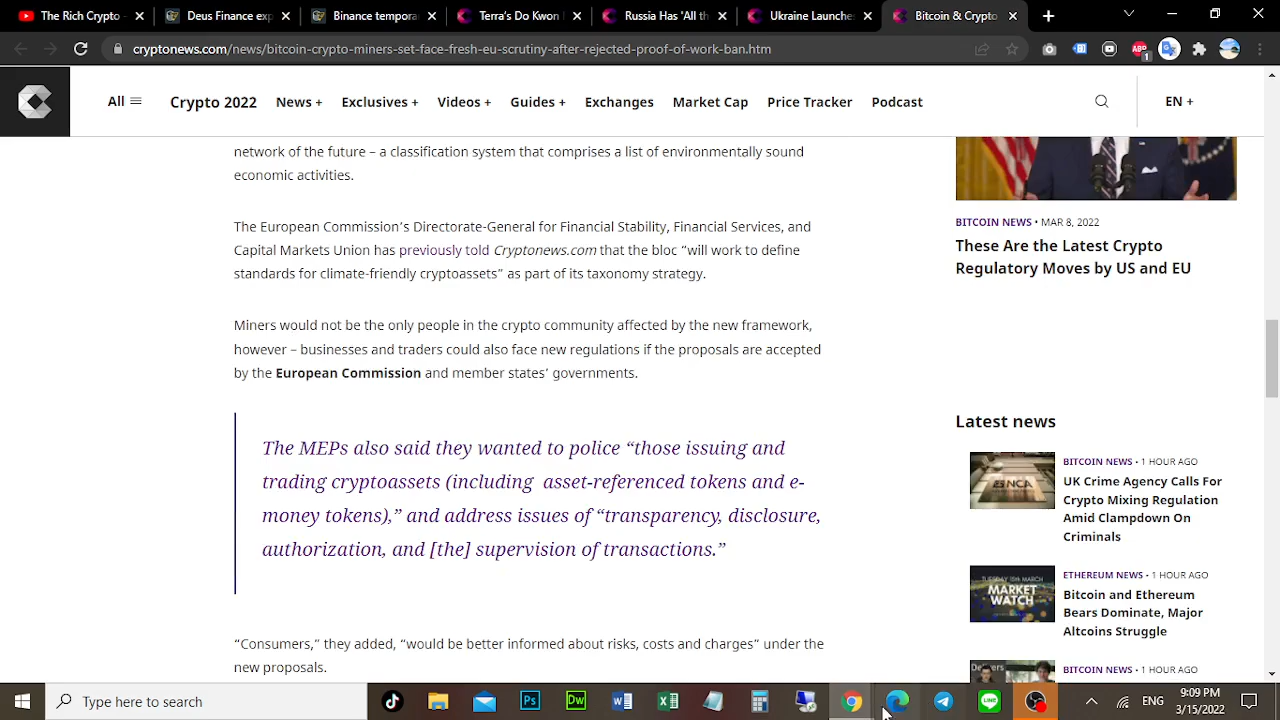 The Rich Crypto -
Deus Finance exp
Binance tempora
Terra's Do Kwon
Russia Has 'All th
Ukraine Launche
Bitcoin & Crypto
cryptonews.com/news/bitcoin-crypto-miners-set-face-fresh-eu-scrutiny-after-rejected-proof-of-work-ban.htm
ABP
1
All
Crypto 2022
News +
Exclusives +
Videos +
Guides +
Exchanges
Market Cap
Price Tracker
Podcast
EN +
network of the future – a classification system that comprises a list of environmentally sound
economic activities.
The European Commission's Directorate-General for Financial Stability, Financial Services, and
Capital Markets Union has previously told Cryptonews.com that the bloc “will work to define
standards for climate-friendly cryptoassets” as part of its taxonomy strategy.
Miners would not be the only people in the crypto community affected by the new framework,
however – businesses and traders could also face new regulations if the proposals are accepted
by the European Commission and member states’ governments.
The MEPs also said they wanted to police “those issuing and
trading cryptoassets (including asset-referenced tokens and e-
money tokens),” and address issues of “transparency, disclosure,
authorization, and [the] supervision of transactions.”
“Consumers,” they added, “would be better informed about risks, costs and charges” under the
new proposals.
BITCOIN NEWS • MAR 8, 2022
These Are the Latest Crypto
Regulatory Moves by US and EU
Latest news
NCA
BITCOIN NEWS • 1 HOUR AGO
UK Crime Agency Calls For
Crypto Mixing Regulation
Amid Clampdown On
Criminals
TUESDAY 15th MARCH
MARKET
WATCH
ETHEREUM NEWS • 1 HOUR AGO
Bitcoin and Ethereum
Bears Dominate, Major
Altcoins Struggle
BITCOIN NEWS • 1 HOUR AGO
Type here to search
Ps
Dw
LINE
ENG
9:09 PM
3/15/2022